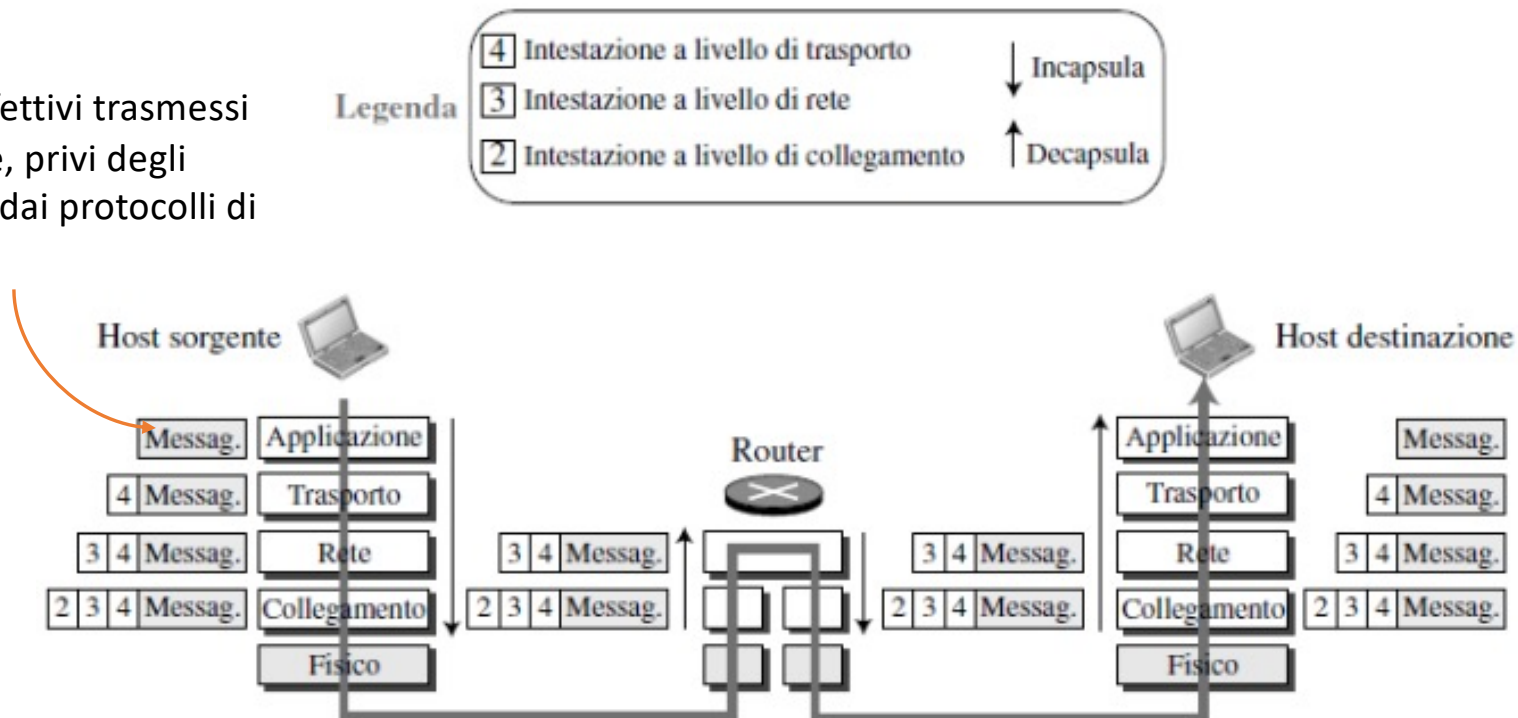 4 Intestazione a livello di trasporto
3 Intestazione a livello di rete
2 Intestazione a livello di collegamento
Incapsula
Decapsula
Legenda
fettivi trasmessi
e, privi degli
dai protocolli di
Host sorgente
Host destinazione
Router
Messag. Applicazione
4 Messag. Trasporto
3 4 Messag. Rete
2 3 4 Messag. Collegamento
Fisico
3 4 Messag.
2 3 4 Messag.
3 4 Messag.
2 3 4 Messag.
Applicazione Messag.
Trasporto 4 Messag.
Rete 3 4 Messag.
Collegamento 2 3 4 Messag.
Fisico